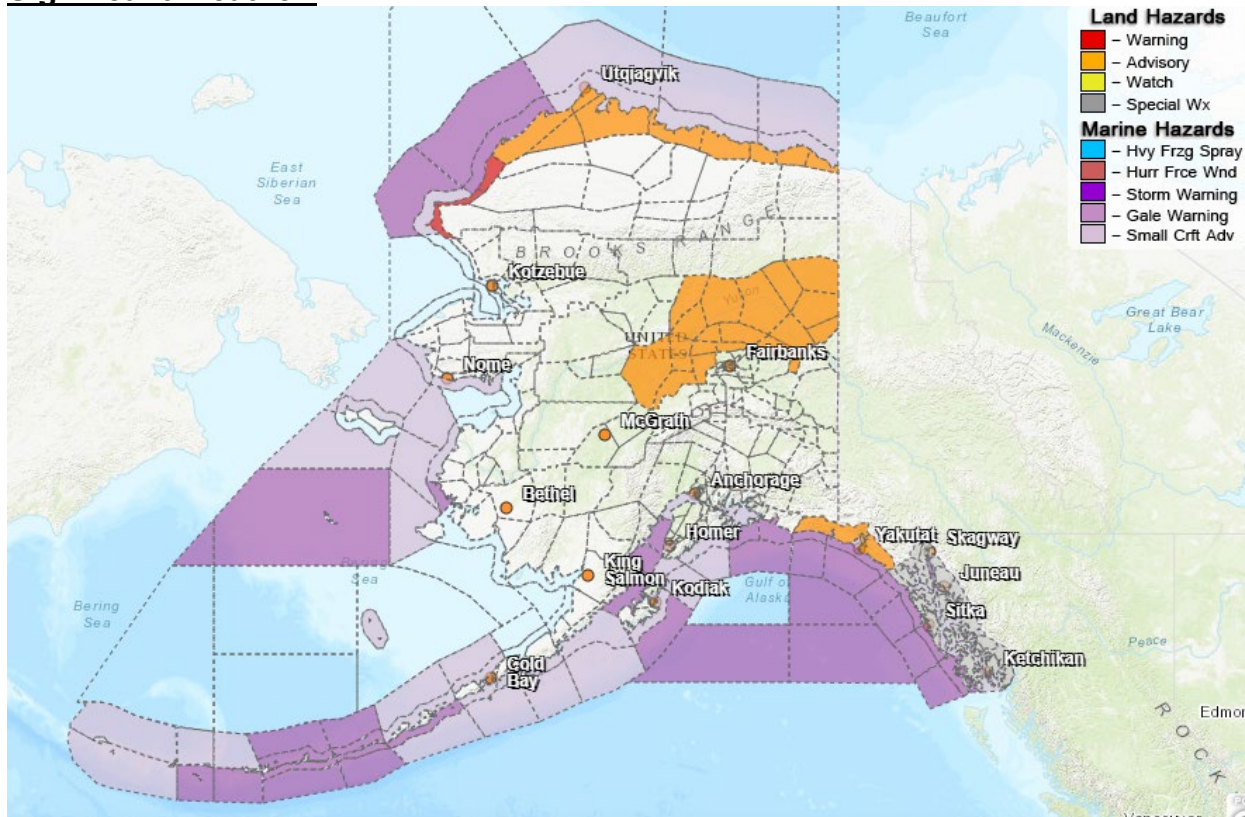 Beaufort
Sea
Land Hazards
– Warning
– Advisory
– Watch
– Special Wx
Marine Hazards
– Hvy Frzg Spray
– Hurr Frce Wnd
– Storm Warning
– Gale Warning
– Small Crft Adv
Utqiagvik
East
Siberian
Sea
BROOKS RANGE
Kotzebue
Yukon
Great Bear
Lake
Mackenzie
UNITED
STATES
Fairbanks
Nome
McGrath
Anchorage
Bethel
Homer
Yakutat
Skagway
King
Salmon
Kodiak
Juneau
Gulf of
Alaska
Sitka
Bering
Sea
Peace
Ketchikan
Cold
Bay
Edmon
ROCK